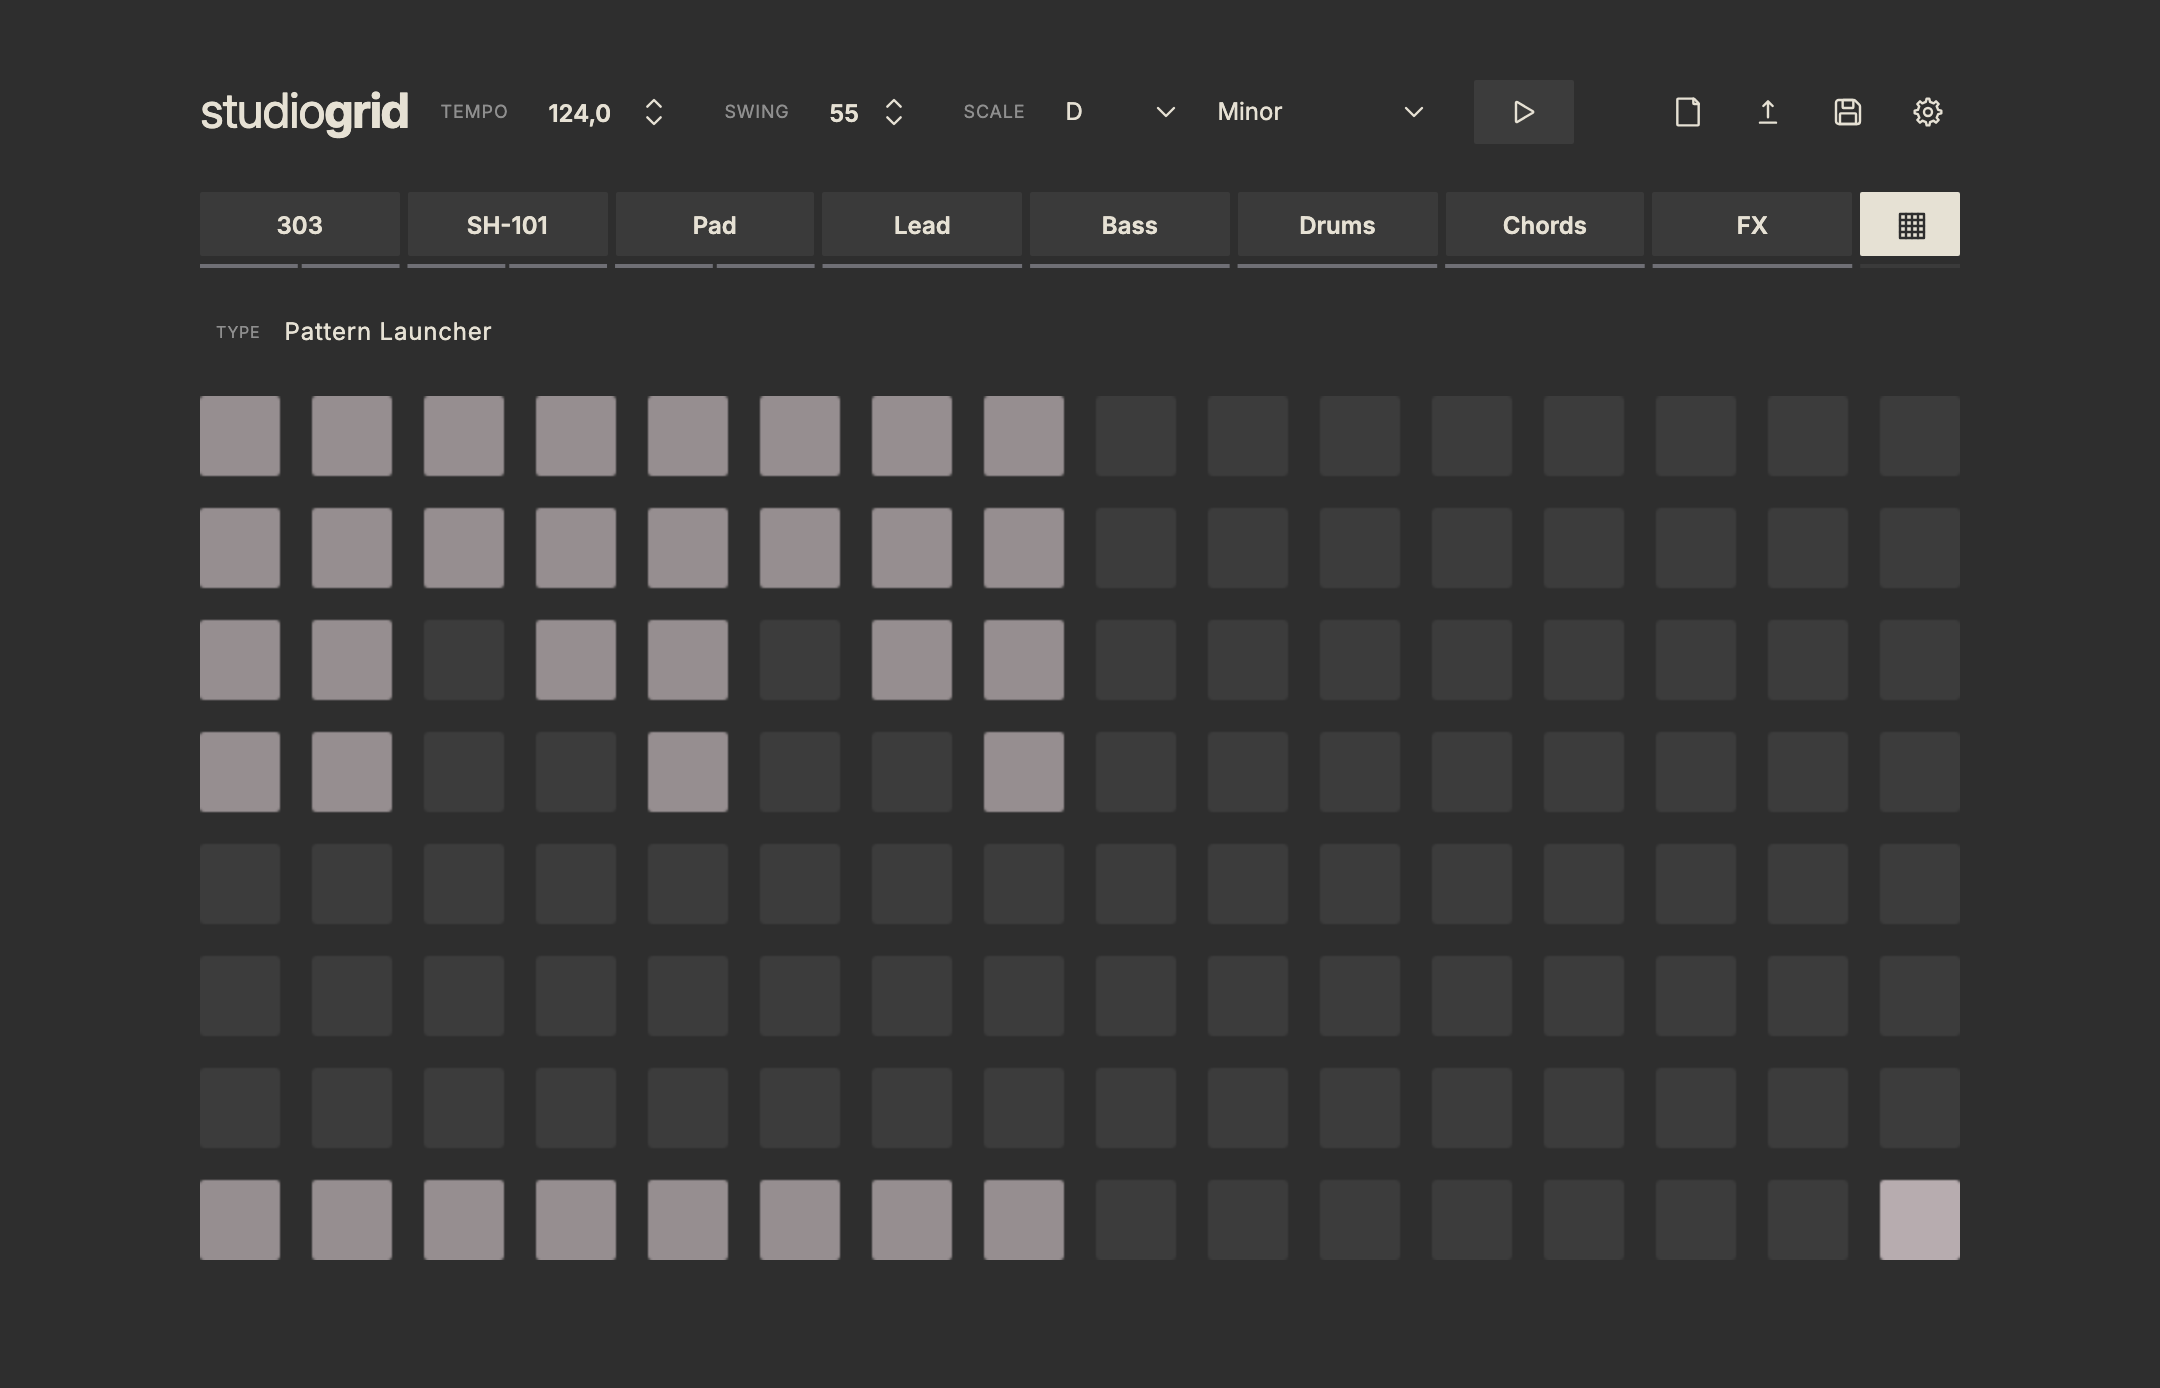 studiogrid TEMPO 124,0 SWING 55 SCALE D Minor
303 SH-101 Pad Lead Bass Drums Chords FX
TYPE Pattern Launcher